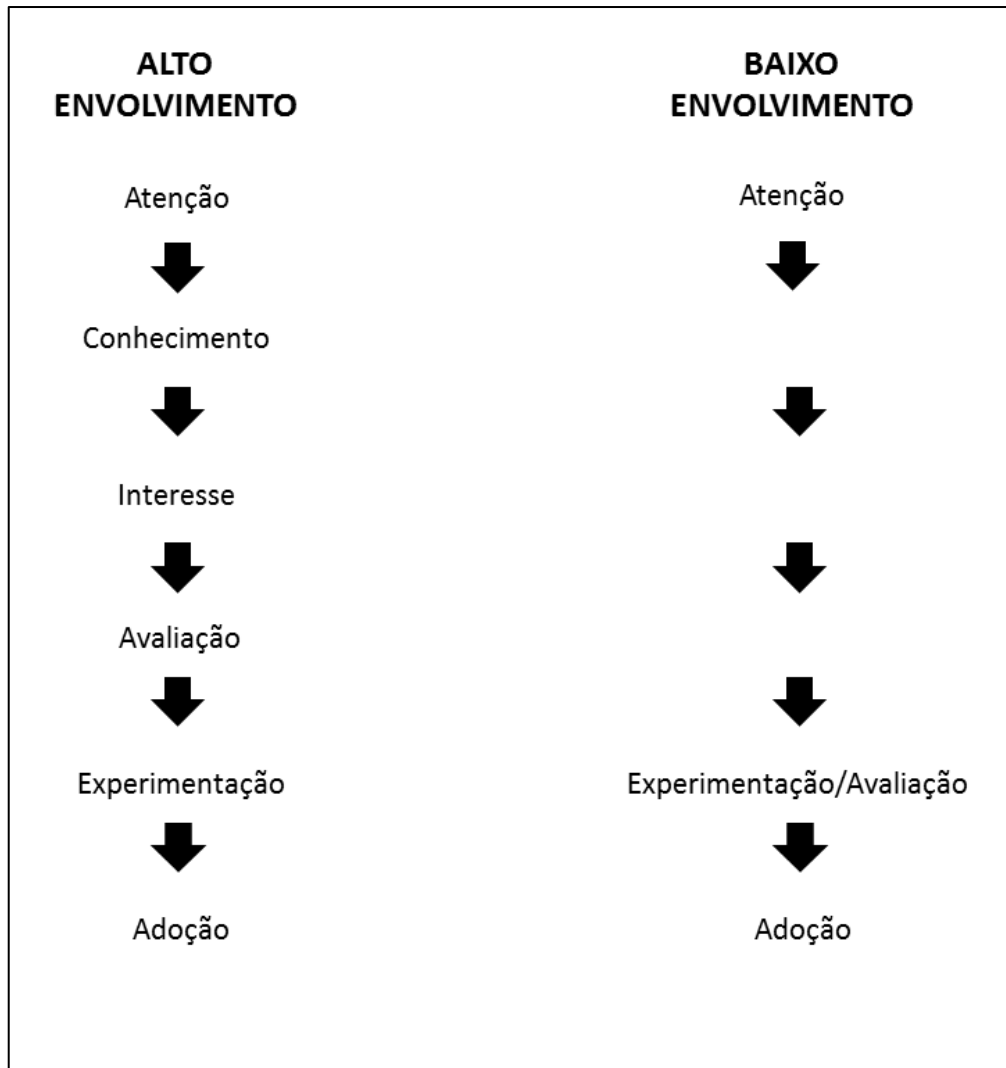 ALTO
ENVOLVIMENTO
Atenção
Conhecimento
Interesse
Avaliação
Experimentação
Adoção
BAIXO
ENVOLVIMENTO
Atenção
Experimentação/Avaliação
Adoção